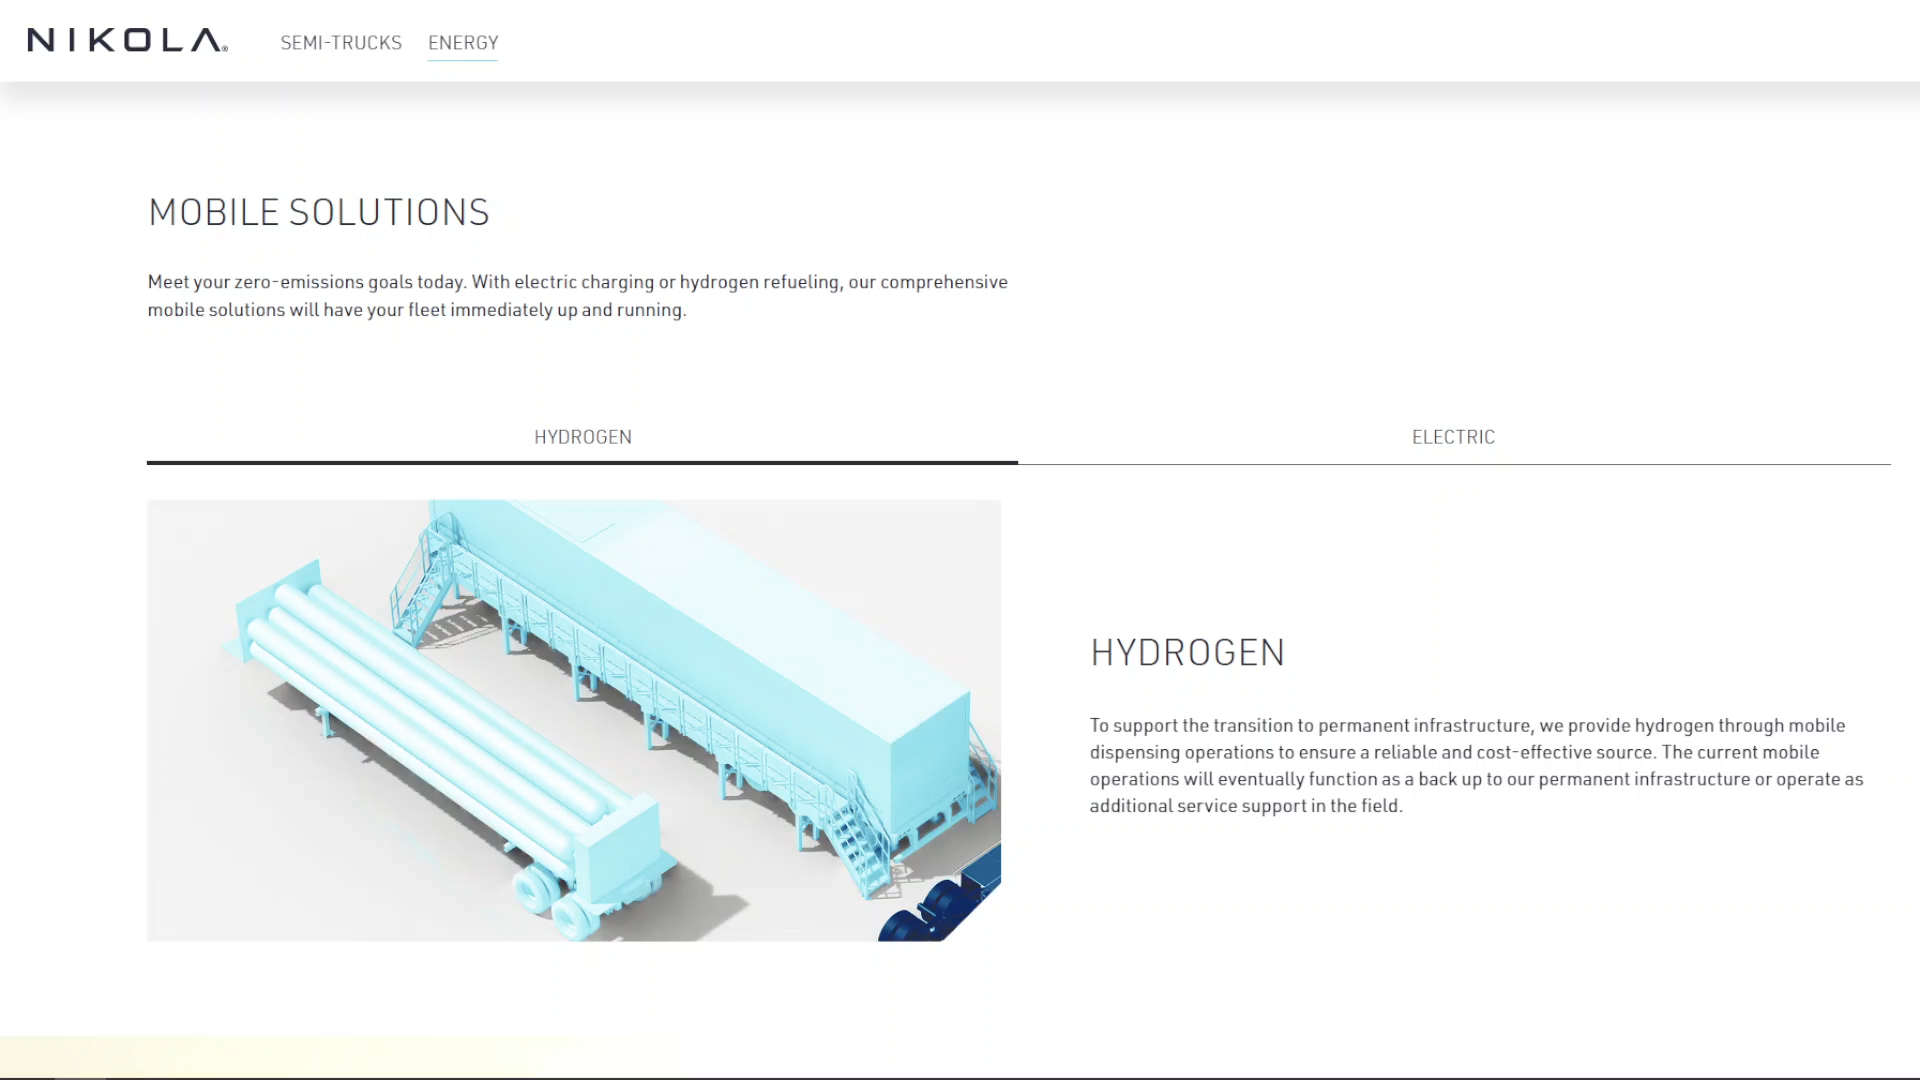 NIKOLA®
SEMI-TRUCKS
ENERGY
MOBILE SOLUTIONS
Meet your zero-emissions goals today. With electric charging or hydrogen refueling, our comprehensive
mobile solutions will have your fleet immediately up and running.
HYDROGEN
ELECTRIC
HYDROGEN
To support the transition to permanent infrastructure, we provide hydrogen through mobile
dispensing operations to ensure a reliable and cost-effective source. The current mobile
operations will eventually function as a back up to our permanent infrastructure or operate as
additional service support in the field.